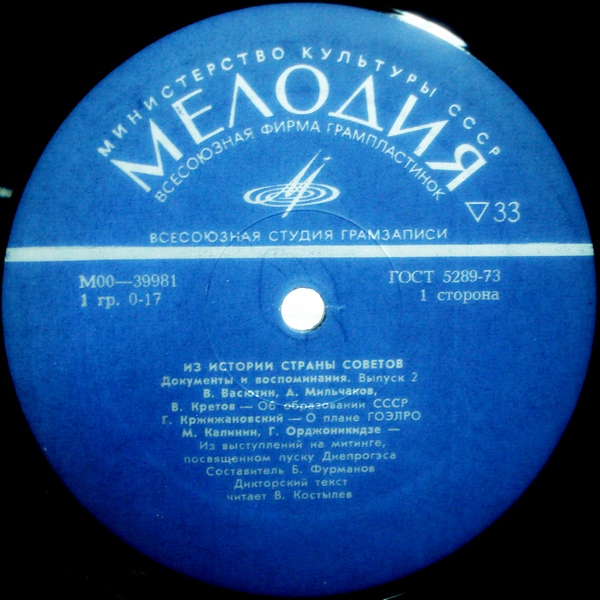 МИНИСТЕРСТВО КУЛЬТУРЫ СССР
МЕЛОДИЯ
ВСЕСОЮЗНАЯ ФИРМА ГРАМПЛАСТИНОК
▽33
ВСЕСОЮЗНАЯ СТУДИЯ ГРАМЗАПИСИ
М00—39981
ГОСТ 5289-73
1 гр. 0-17
1 сторона
ИЗ ИСТОРИИ СТРАНЫ СОВЕТОВ
Документы и воспоминания. Выпуск 2
В. Васютин, А. Мильчаков,
В. Кретов — Об образовании СССР
Г. Кржижановский — О плане ГОЭЛРО
М. Калинин, Г. Орджоникидзе —
Из выступлений на митинге,
посвященном пуску Днепрогэса
Составитель Б. Фурманов
Дикторский текст
читает В. Костылев